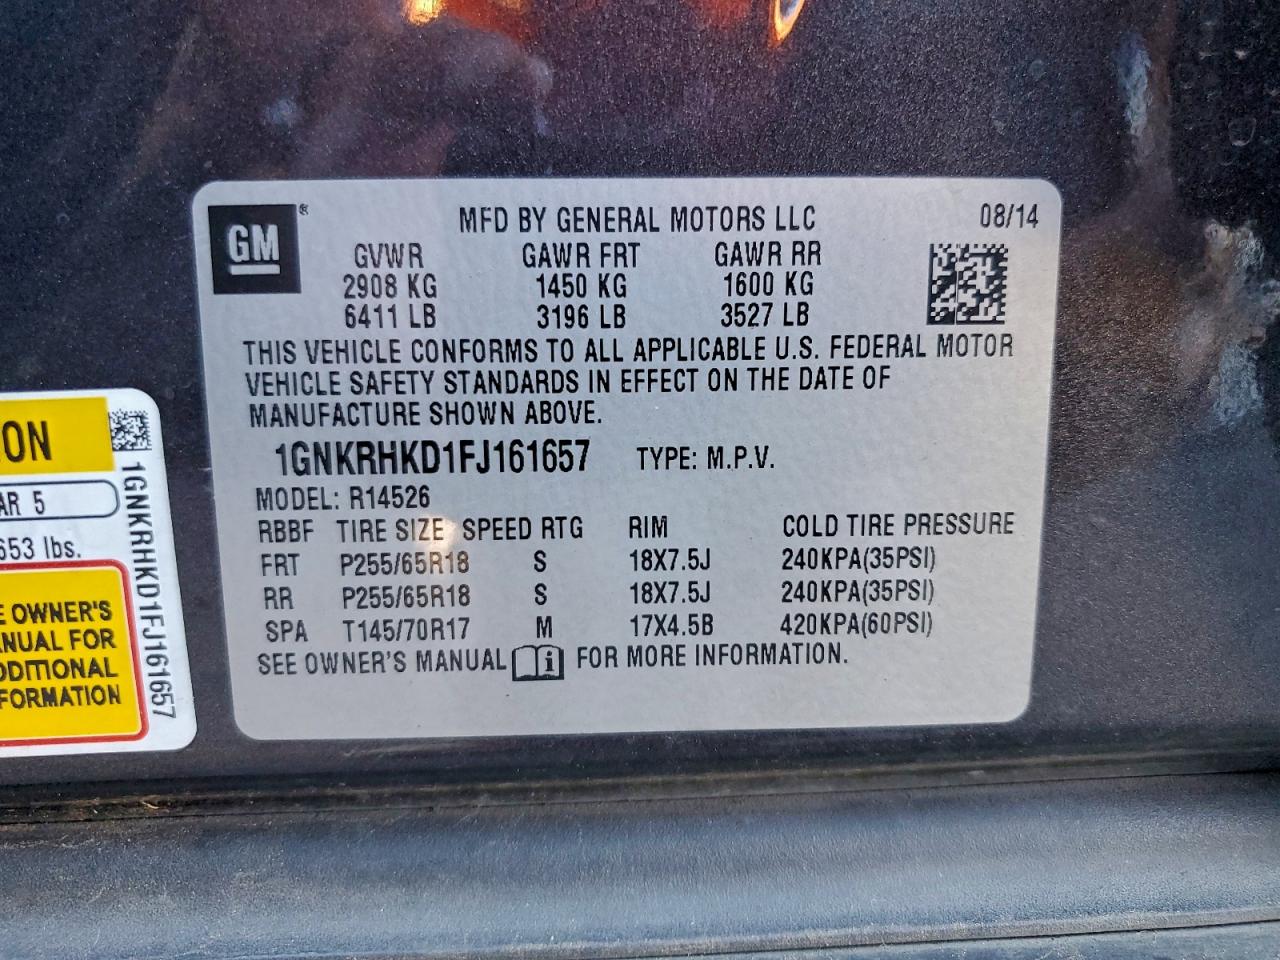 GM ®
MFD BY GENERAL MOTORS LLC 08/14
GVWR GAWR FRT GAWR RR
2908 KG 1450 KG 1600 KG
6411 LB 3196 LB 3527 LB
THIS VEHICLE CONFORMS TO ALL APPLICABLE U.S. FEDERAL MOTOR
VEHICLE SAFETY STANDARDS IN EFFECT ON THE DATE OF
MANUFACTURE SHOWN ABOVE.
1GNKRHKD1FJ161657 TYPE: M.P.V.
MODEL: R14526
RBBF TIRE SIZE SPEED RTG RIM COLD TIRE PRESSURE
FRT P255/65R18 S 18X7.5J 240KPA(35PSI)
RR P255/65R18 S 18X7.5J 240KPA(35PSI)
SPA T145/70R17 M 17X4.5B 420KPA(60PSI)
SEE OWNER'S MANUAL i FOR MORE INFORMATION.
ON
AR 5
653 lbs.
E OWNER'S
NUAL FOR
DDITIONAL
FORMATION
1GNKRHKD1FJ161657